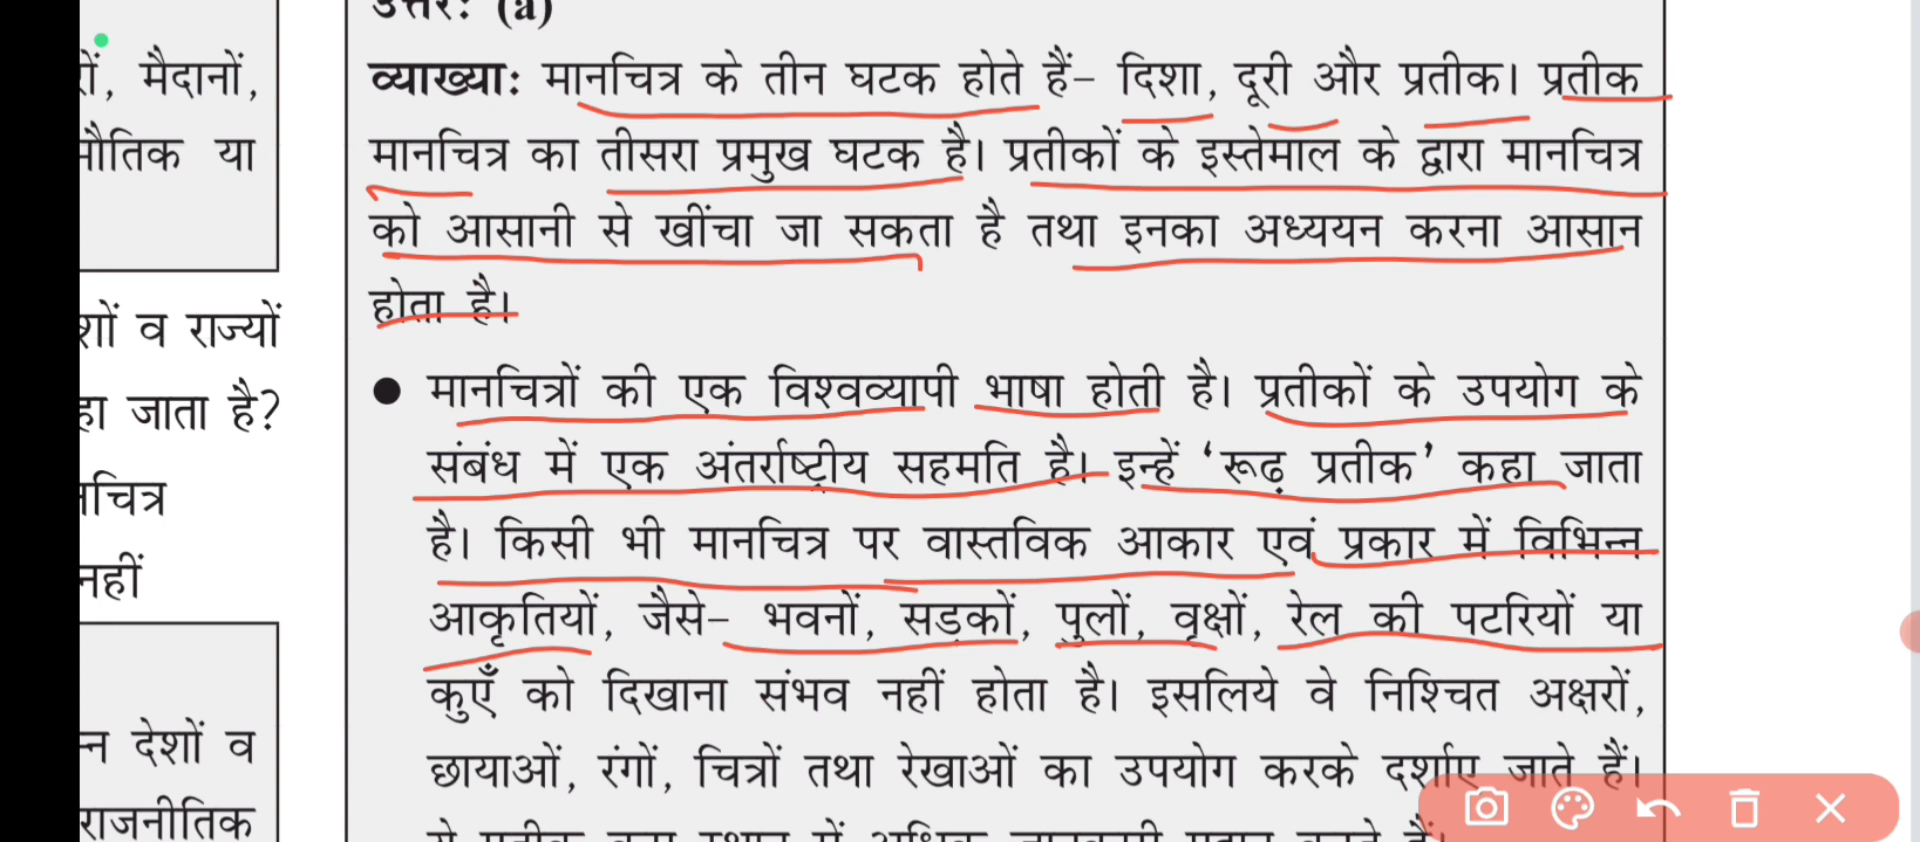 मैदानों,
या
व राज्यों
जाता है?
नहीं
देशों व
राजनीतिक
उत्तरः (a)
व्याख्याः मानचित्र के तीन घटक होते हैं– दिशा, दूरी और प्रतीक। प्रतीक
मानचित्र का तीसरा प्रमुख घटक है। प्रतीकों के इस्तेमाल के द्वारा मानचित्र
को आसानी से खींचा जा सकता है तथा इनका अध्ययन करना आसान
होता है।
● मानचित्रों की एक विश्वव्यापी भाषा होती है। प्रतीकों के उपयोग के
संबंध में एक अंतर्राष्ट्रीय सहमति है। इन्हें ‘रूढ़ प्रतीक’ कहा जाता
है। किसी भी मानचित्र पर वास्तविक आकार एवं प्रकार में विभिन्न
आकृतियों, जैसे– भवनों, सड़कों, पुलों, वृक्षों, रेल की पटरियों या
कुएँ को दिखाना संभव नहीं होता है। इसलिये वे निश्चित अक्षरों,
छायाओं, रंगों, चित्रों तथा रेखाओं का उपयोग करके दर्शाए जाते हैं।